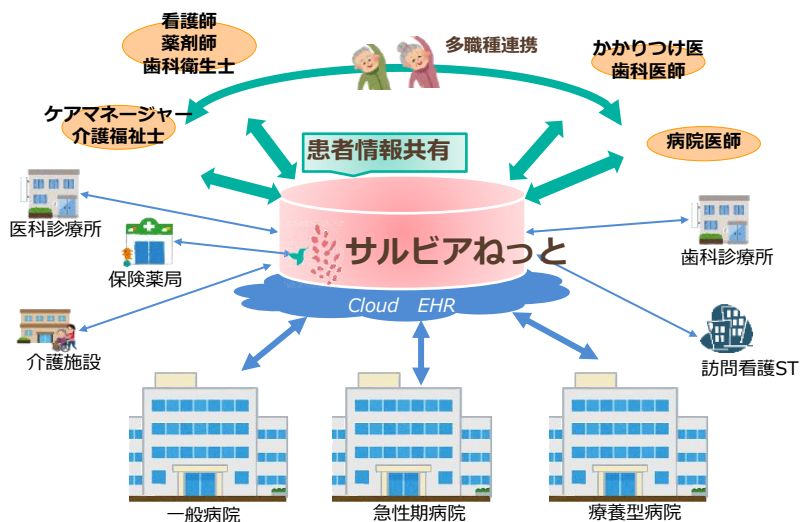 看護師
薬剤師
歯科衛生士
多職種連携
かかりつけ医
歯科医師
ケアマネージャー
介護福祉士
患者情報共有
病院医師
医科診療所
保険薬局
サルビアねっと
歯科診療所
Cloud EHR
介護施設
訪問看護ST
一般病院
急性期病院
療養型病院